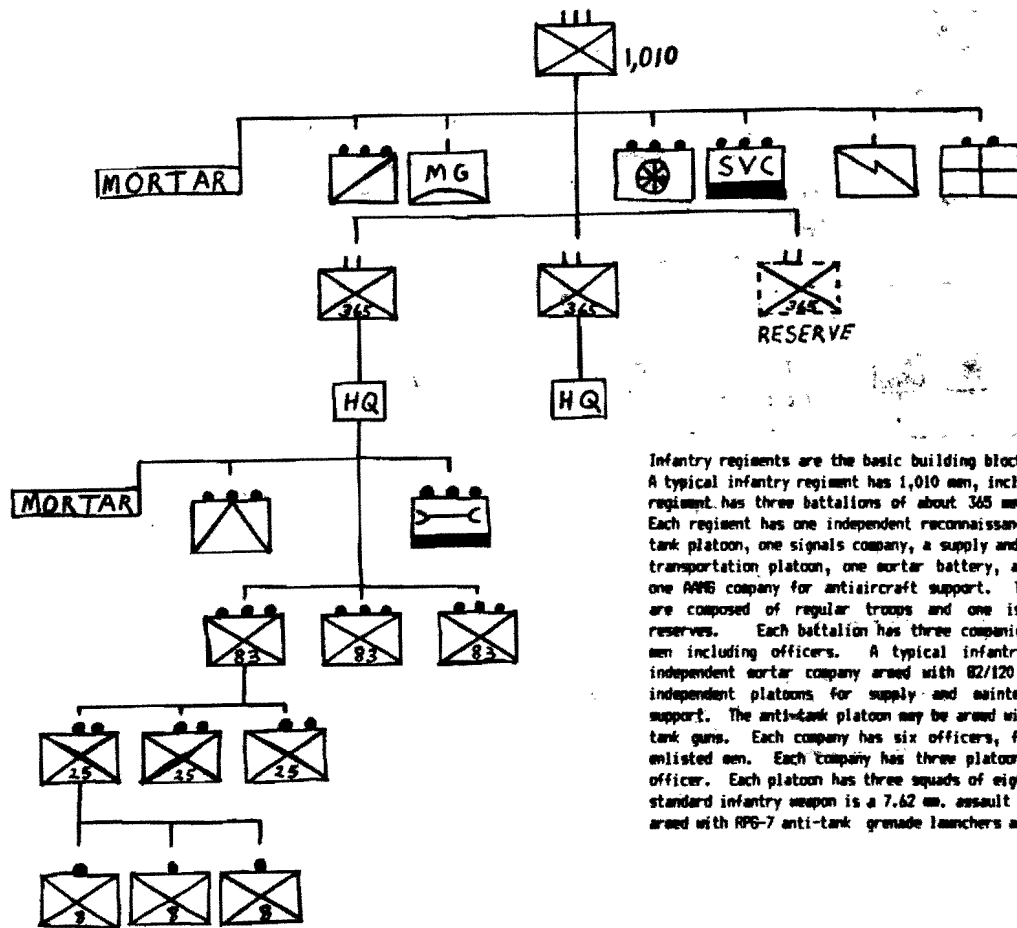 1,010
MORTAR
MG
SVC
365
365
365
RESERVE
HQ
HQ
MORTAR
83
83
83
25
25
25
8
8
8
Infantry regiments are the basic building bloc
A typical infantry regiment has 1,010 men, incl
regiment has three battalions of about 365 me
Each regiment has one independent reconnaissan
tank platoon, one signals company, a supply and
transportation platoon, one mortar battery, a
one AAMG company for antiaircraft support. T
are composed of regular troops and one is
reserves. Each battalion has three compani
men including officers. A typical infantr
independent mortar company armed with 82/120
independent platoons for supply and mainte
support. The anti-tank platoon may be armed wi
tank guns. Each company has six officers, f
enlisted men. Each company has three platoo
officer. Each platoon has three squads of eig
standard infantry weapon is a 7.62 mm. assault
armed with RPG-7 anti-tank grenade launchers a